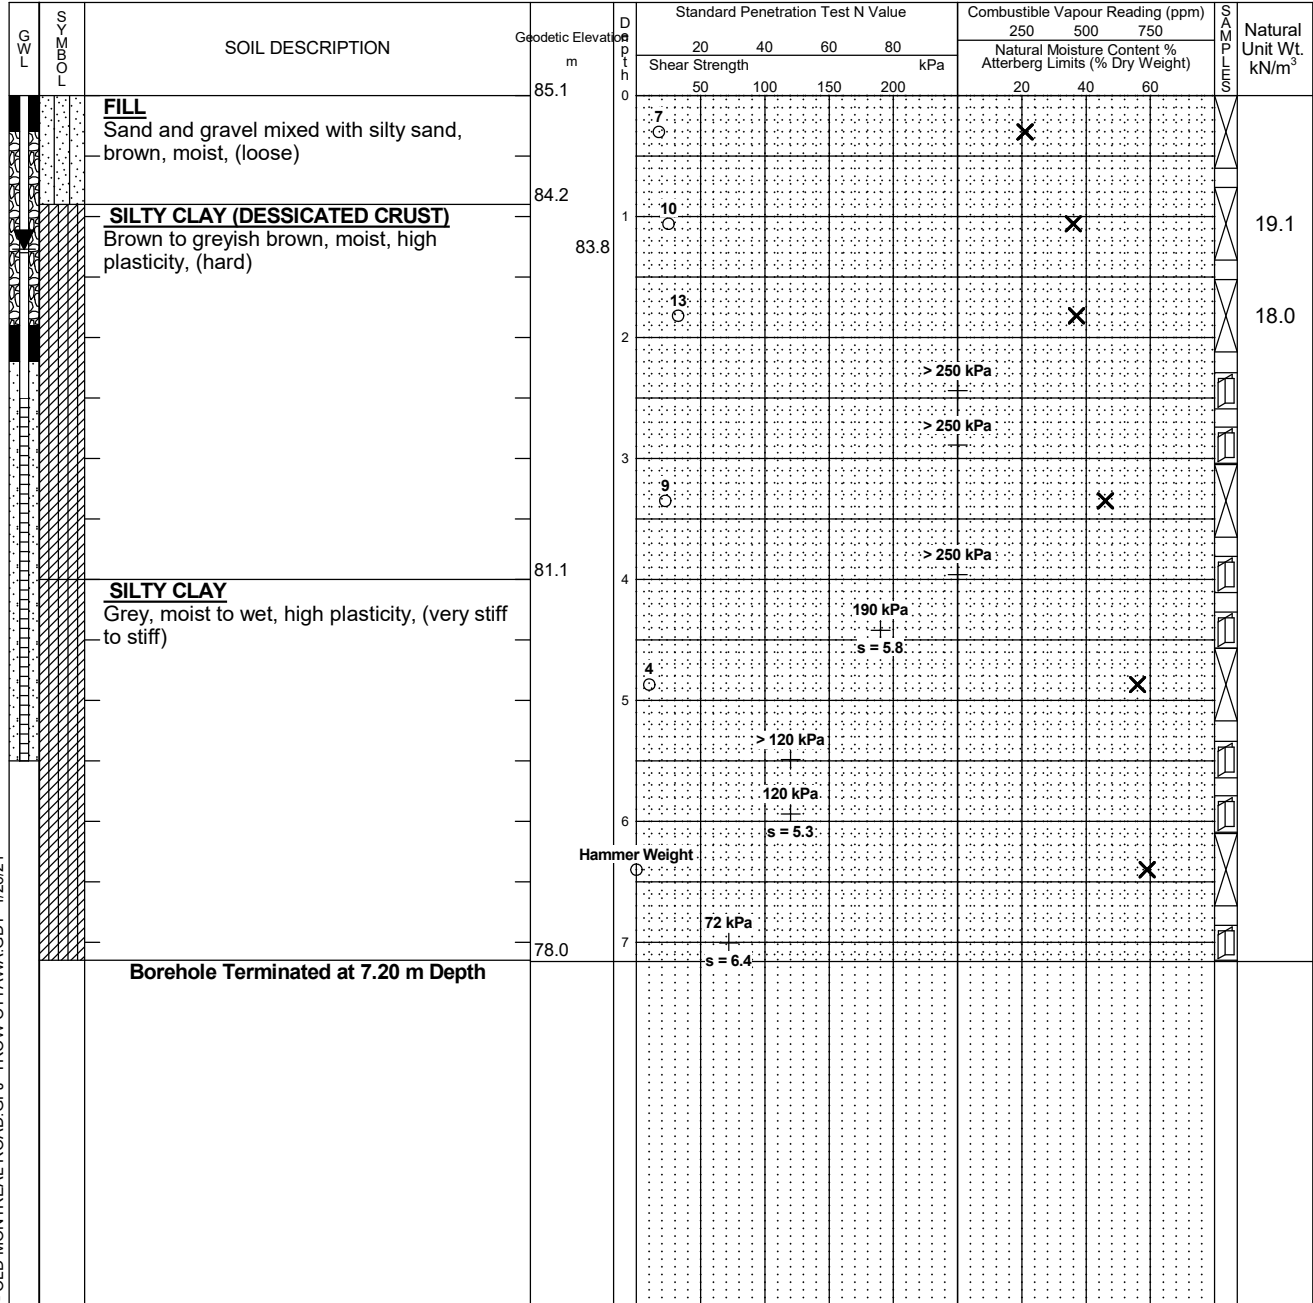 GWL
SYMBOL
SOIL DESCRIPTION
Geodetic Elevation
m
Depth
Standard Penetration Test N Value
20 40 60 80
Shear Strength kPa
50 100 150 200
Combustible Vapour Reading (ppm)
250 500 750
Natural Moisture Content %
Atterberg Limits (% Dry Weight)
20 40 60
SAMPLES
Natural
Unit Wt.
kN/m³
85.1
0
FILL
Sand and gravel mixed with silty sand,
brown, moist, (loose)
7
84.2
SILTY CLAY (DESSICATED CRUST)
Brown to greyish brown, moist, high
plasticity, (hard)
83.8
10
1
19.1
13
18.0
2
> 250 kPa
> 250 kPa
3
9
> 250 kPa
81.1
4
SILTY CLAY
Grey, moist to wet, high plasticity, (very stiff
to stiff)
190 kPa
s = 5.8
4
5
> 120 kPa
120 kPa
6
s = 5.3
Hammer Weight
72 kPa
7
78.0
s = 6.4
Borehole Terminated at 7.20 m Depth